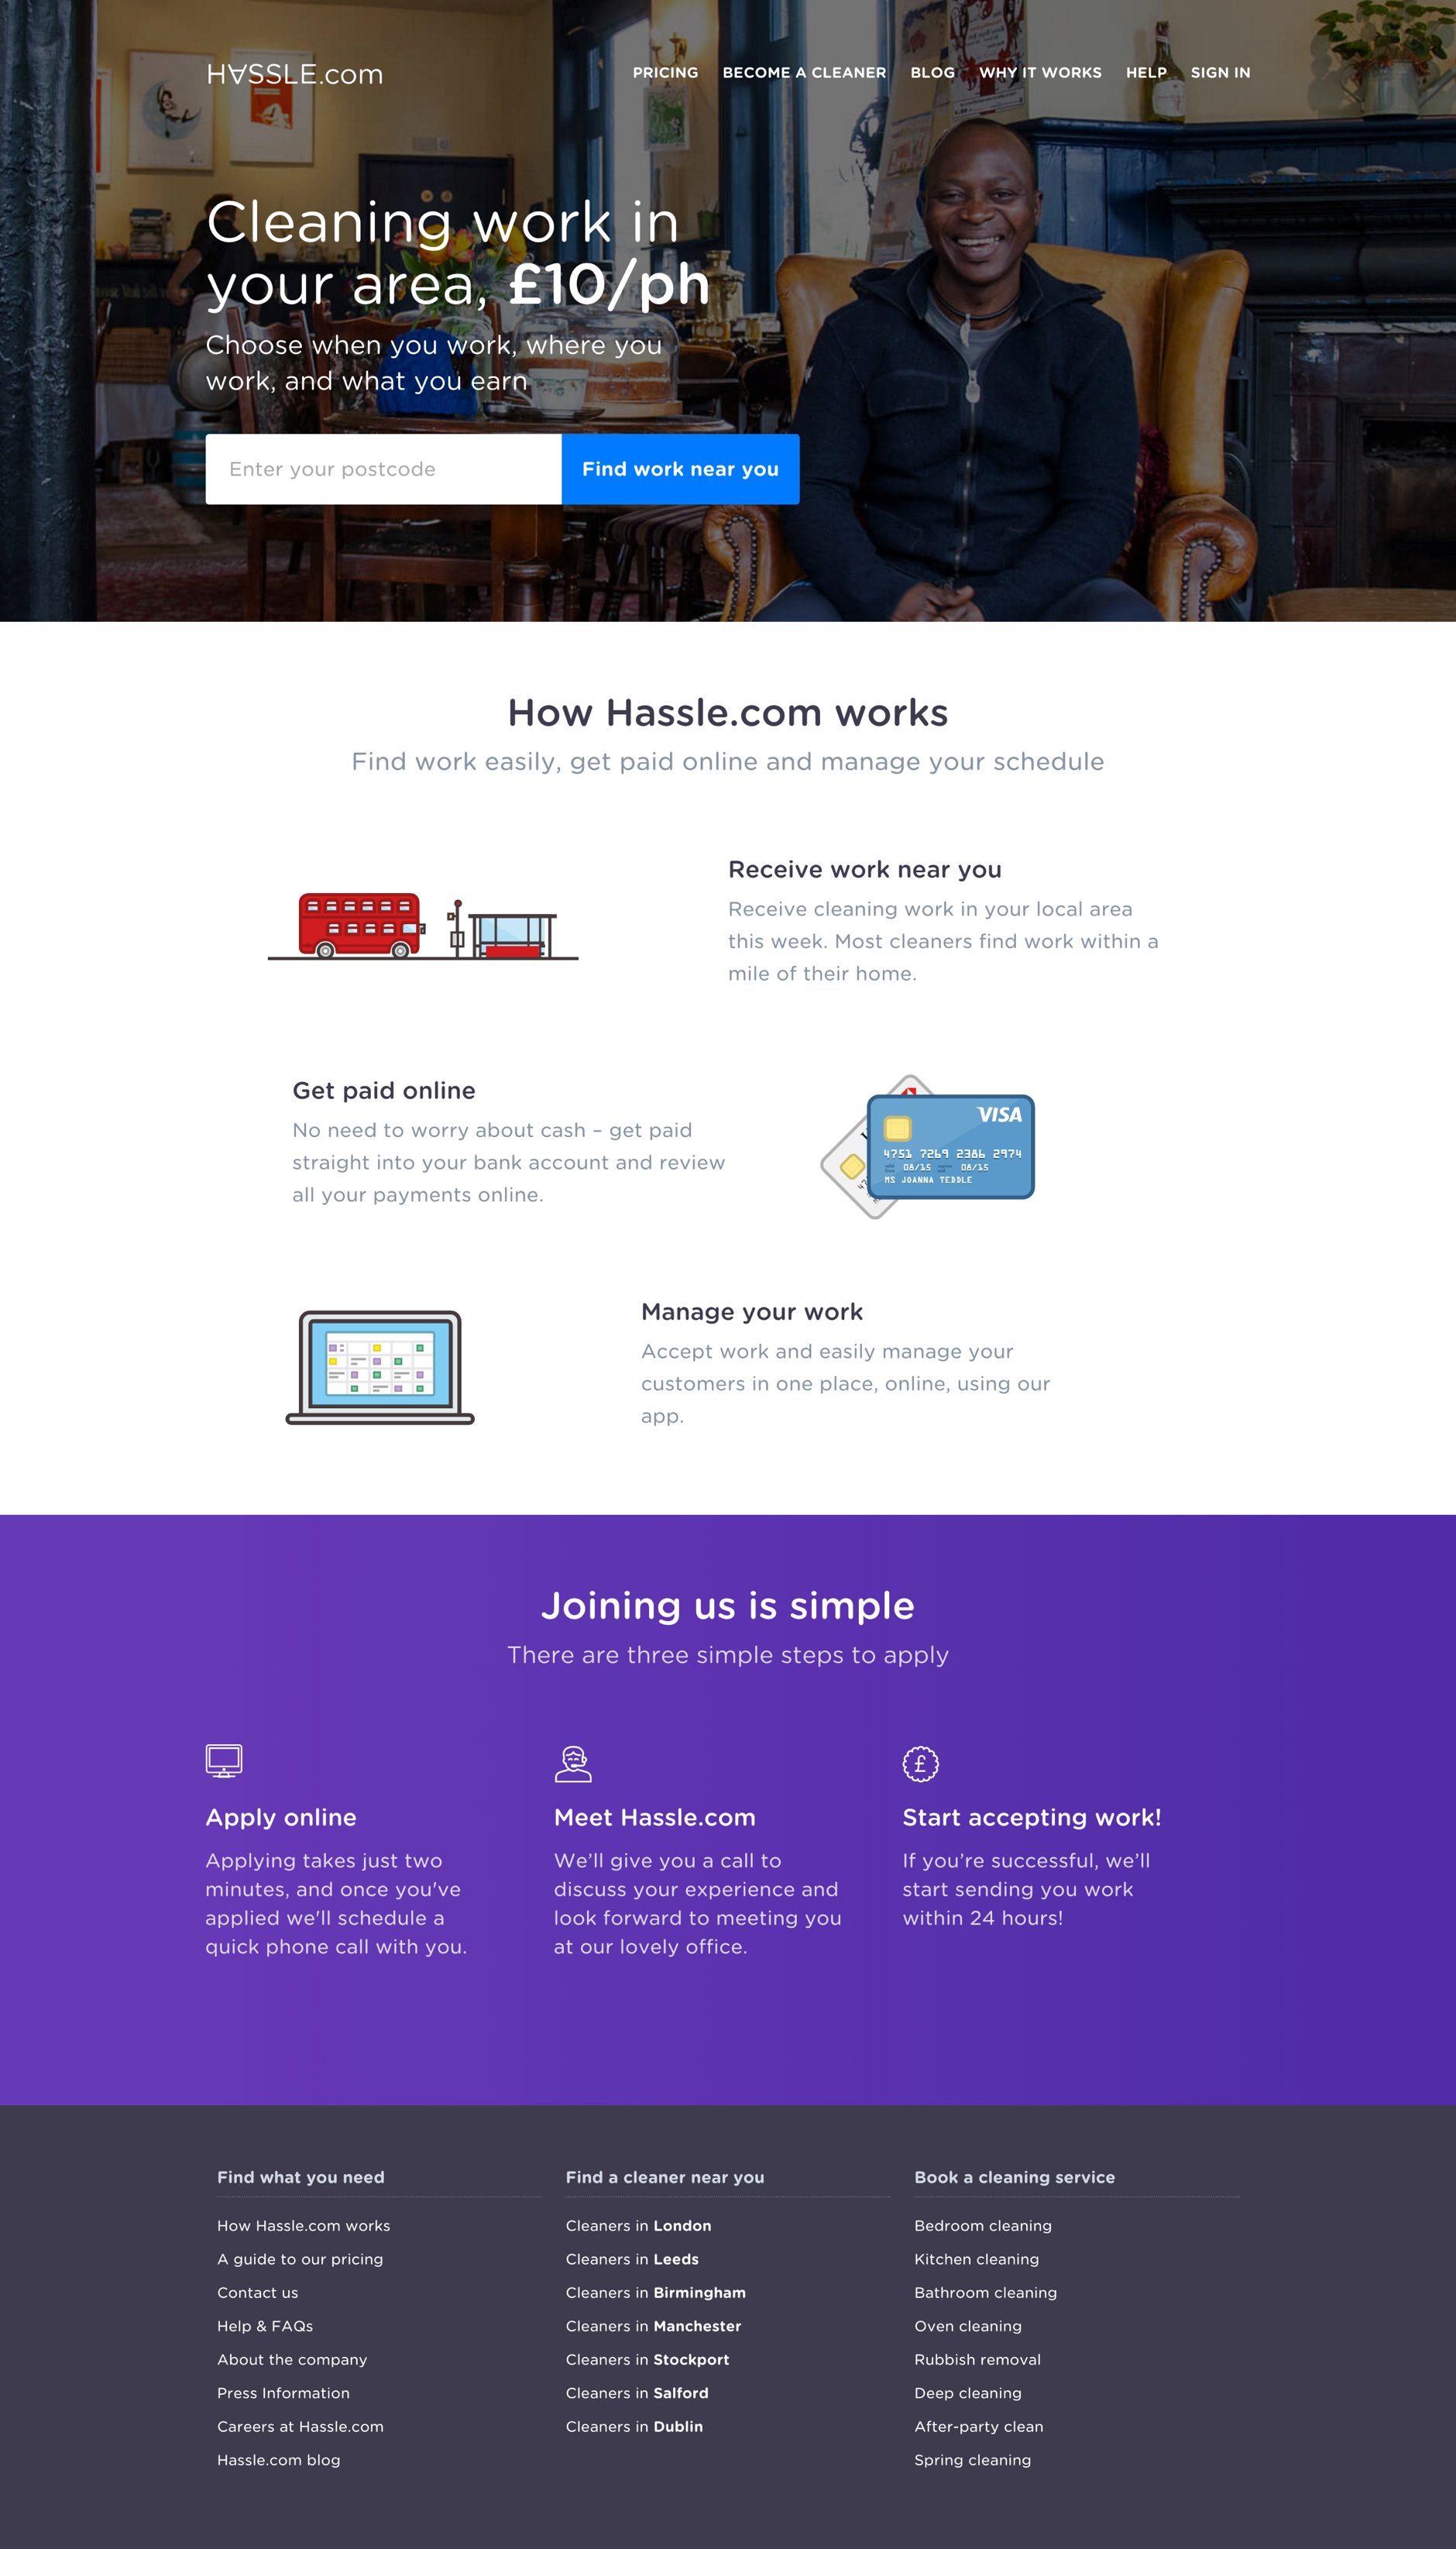 H∀SSLE.com
PRICING BECOME A CLEANER BLOG WHY IT WORKS HELP SIGN IN
Cleaning work in
your area, £10/ph
Choose when you work, where you
work, and what you earn
Enter your postcode
Find work near you
How Hassle.com works
Find work easily, get paid online and manage your schedule
Receive work near you
Receive cleaning work in your local area
this week. Most cleaners find work within a
mile of their home.
Get paid online
No need to worry about cash – get paid
straight into your bank account and review
all your payments online.
VISA
4751 7269 2386 2974
08/15 08/15
MS JOANNA TEDDLE
Manage your work
Accept work and easily manage your
customers in one place, online, using our
app.
Joining us is simple
There are three simple steps to apply
Apply online
Applying takes just two
minutes, and once you've
applied we'll schedule a
quick phone call with you.
Meet Hassle.com
We’ll give you a call to
discuss your experience and
look forward to meeting you
at our lovely office.
£
Start accepting work!
If you’re successful, we’ll
start sending you work
within 24 hours!
Find what you need
How Hassle.com works
A guide to our pricing
Contact us
Help & FAQs
About the company
Press Information
Careers at Hassle.com
Hassle.com blog
Find a cleaner near you
Cleaners in London
Cleaners in Leeds
Cleaners in Birmingham
Cleaners in Manchester
Cleaners in Stockport
Cleaners in Salford
Cleaners in Dublin
Book a cleaning service
Bedroom cleaning
Kitchen cleaning
Bathroom cleaning
Oven cleaning
Rubbish removal
Deep cleaning
After-party clean
Spring cleaning